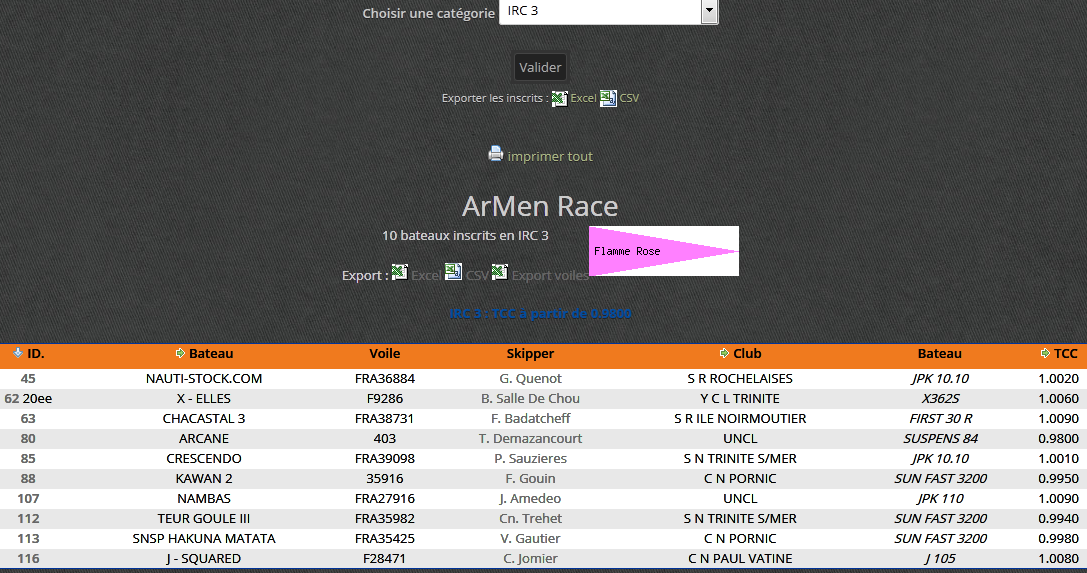 Choisir une catégorie IRC 3
Valider
Exporter les inscrits : Excel CSV
imprimer tout
ArMen Race
10 bateaux inscrits en IRC 3
Flamme Rose
Export : Excel CSV Export voiles
IRC 3 : TCC à partir de 0.9800
ID. Bateau Voile Skipper Club Bateau TCC
45 NAUTI-STOCK.COM FRA36884 G. Quenot S R ROCHELAISES JPK 10.10 1.0020
62 20ee X - ELLES F9286 B. Salle De Chou Y C L TRINITE X362S 1.0060
63 CHACASTAL 3 FRA38731 F. Badatcheff S R ILE NOIRMOUTIER FIRST 30 R 1.0090
80 ARCANE 403 T. Demazancourt UNCL SUSPENS 84 0.9800
85 CRESCENDO FRA39098 P. Sauzieres S N TRINITE S/MER JPK 10.10 1.0010
88 KAWAN 2 35916 F. Gouin C N PORNIC SUN FAST 3200 0.9950
107 NAMBAS FRA27916 J. Amedeo UNCL JPK 110 1.0090
112 TEUR GOULE III FRA35982 Cn. Trehet S N TRINITE S/MER SUN FAST 3200 0.9940
113 SNSP HAKUNA MATATA FRA35425 V. Gautier C N PORNIC SUN FAST 3200 0.9980
116 J - SQUARED F28471 C. Jomier C N PAUL VATINE J 105 1.0080